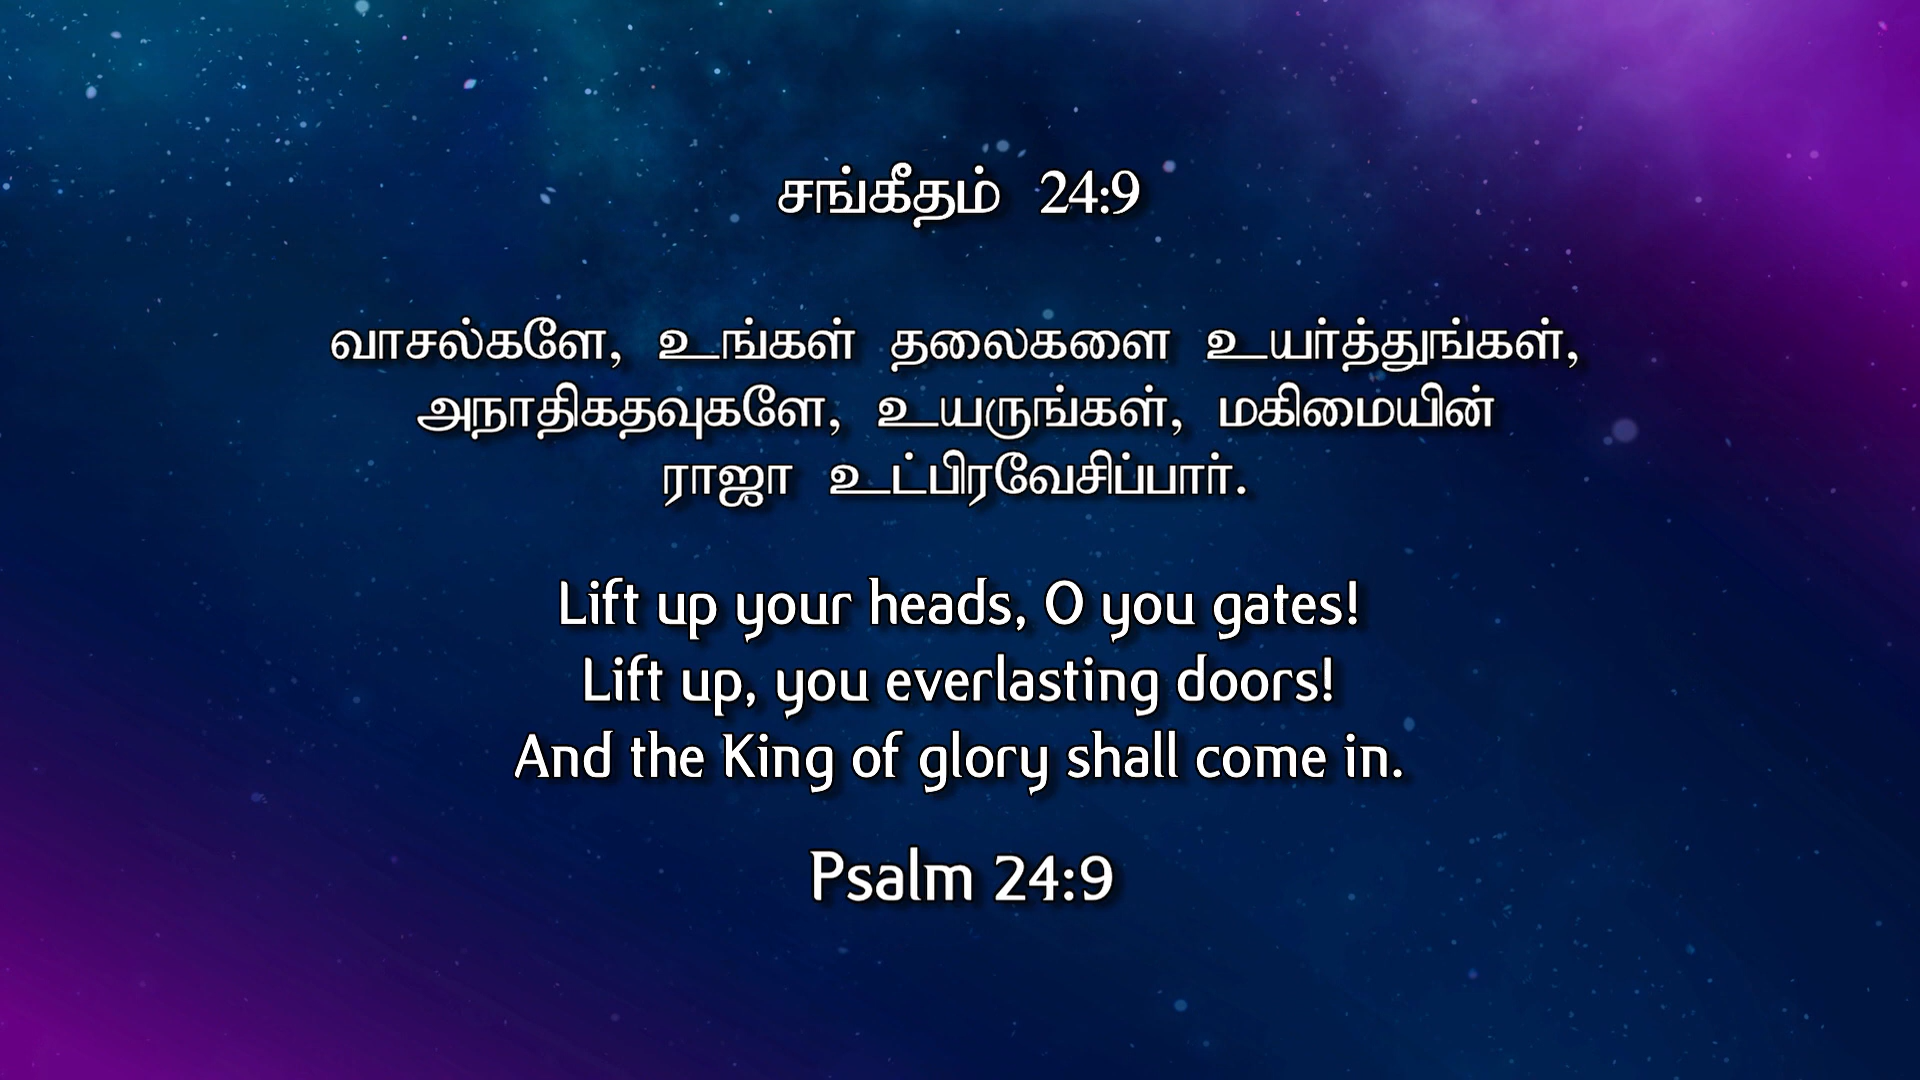 சங்கீதம் 24:9
வாசல்களே, உங்கள் தலைகளை உயர்த்துங்கள்,
அநாதிகதவுகளே, உயருங்கள், மகிமையின்
ராஜா உட்பிரவேசிப்பார்.
Lift up your heads, O you gates!
Lift up, you everlasting doors!
And the King of glory shall come in.
Psalm 24:9